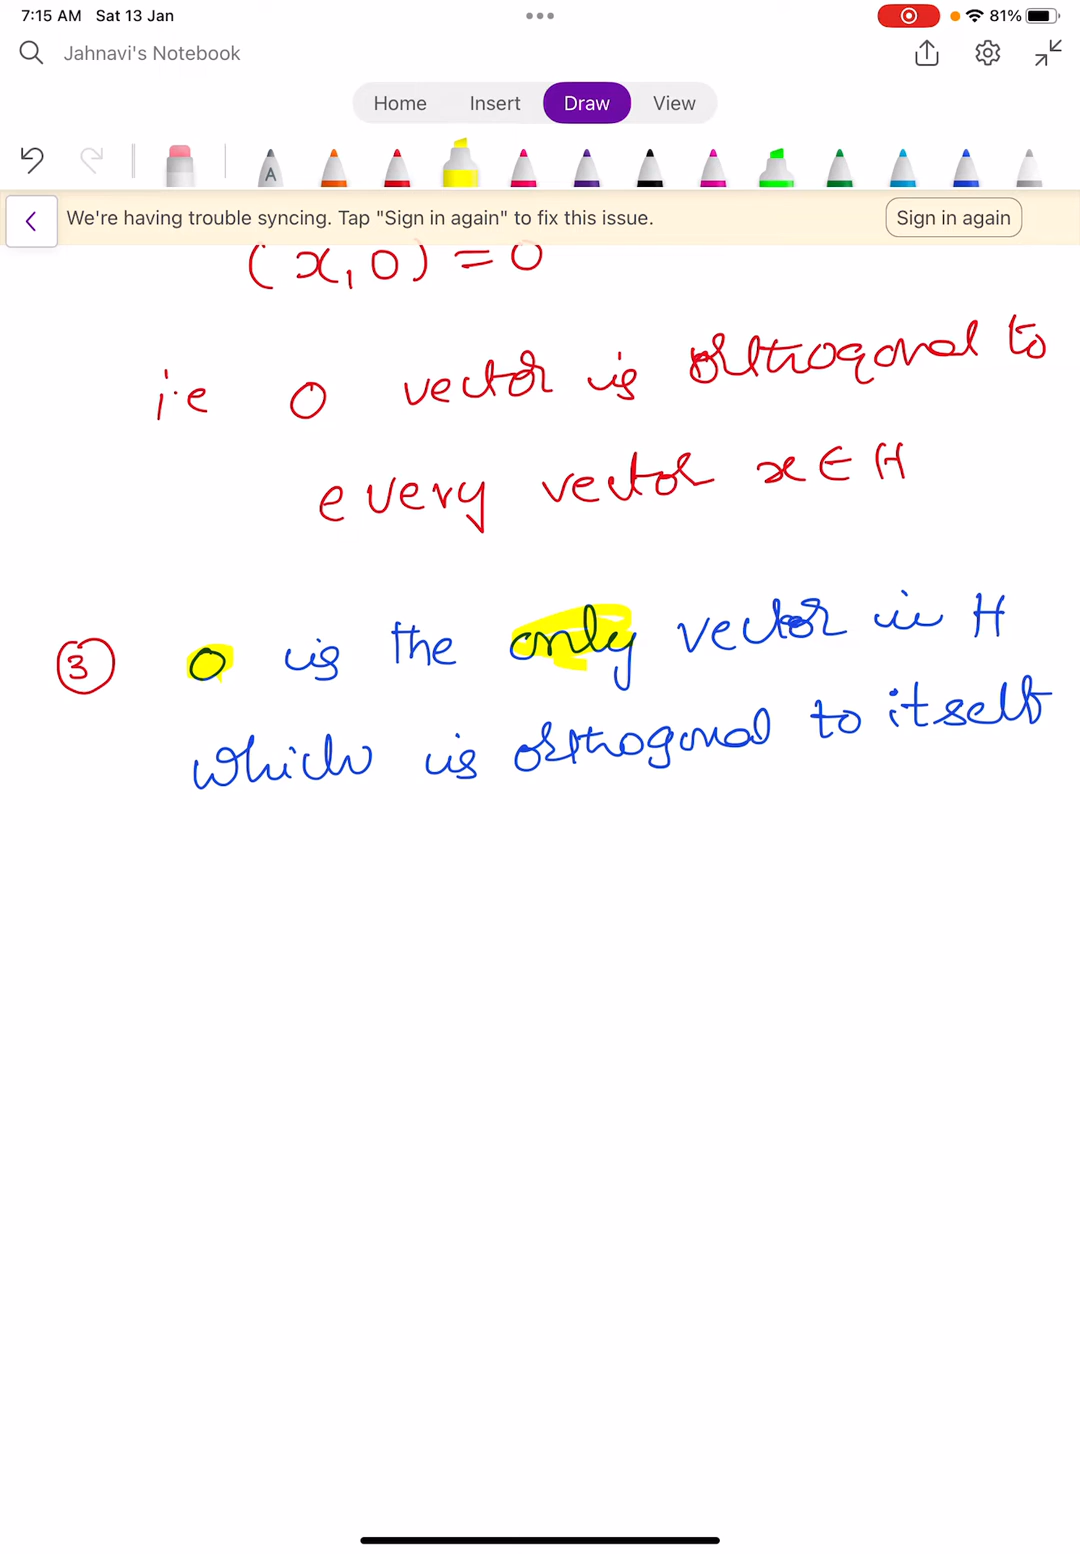 7:15 AM Sat 13 Jan
81%
Jahnavi's Notebook
Home Insert Draw View
A
We're having trouble syncing. Tap "Sign in again" to fix this issue. Sign in again
(x, 0) = 0
i.e 0 vector is orthogonal to
every vector x ∈ H
③ 0 is the only vector in H
which is orthogonal to itself